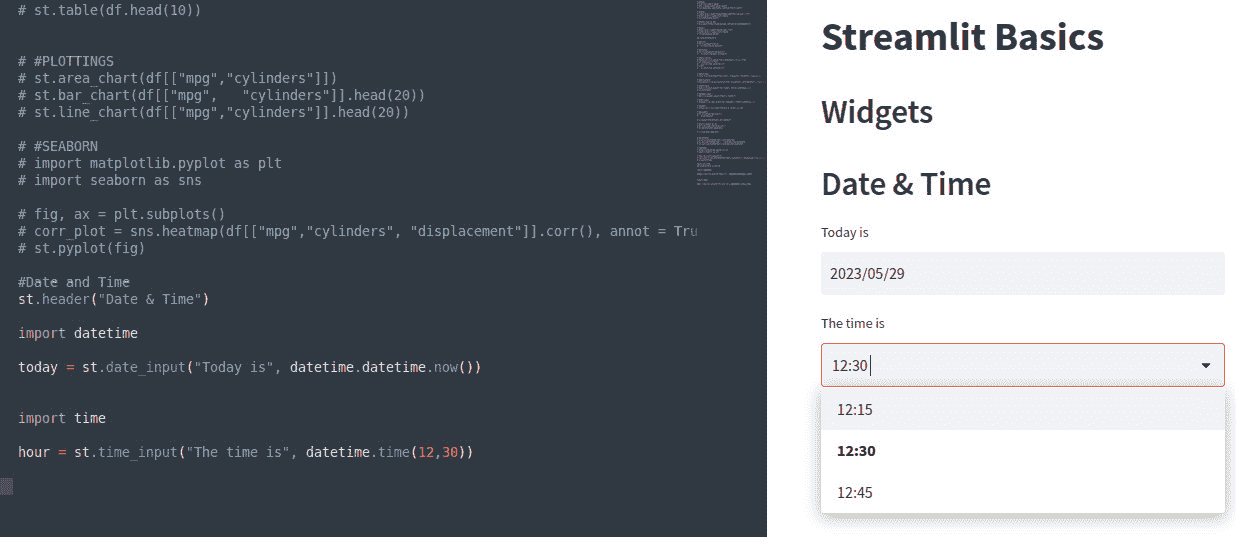 # st.table(df.head(10))
# #PLOTTINGS
# st.area_chart(df[["mpg","cylinders"]])
# st.bar_chart(df[["mpg",   "cylinders"]].head(20))
# st.line_chart(df[["mpg","cylinders"]].head(20))
# #SEABORN
# import matplotlib.pyplot as plt
# import seaborn as sns
# fig, ax = plt.subplots()
# corr_plot = sns.heatmap(df[["mpg","cylinders", "displacement"]].corr(), annot = Tru
# st.pyplot(fig)
#Date and Time
st.header("Date & Time")
import datetime
today = st.date_input("Today is", datetime.datetime.now())
import time
hour = st.time_input("The time is", datetime.time(12,30))
Streamlit Basics
Widgets
Date & Time
Today is
2023/05/29
The time is
12:30
12:15
12:30
12:45